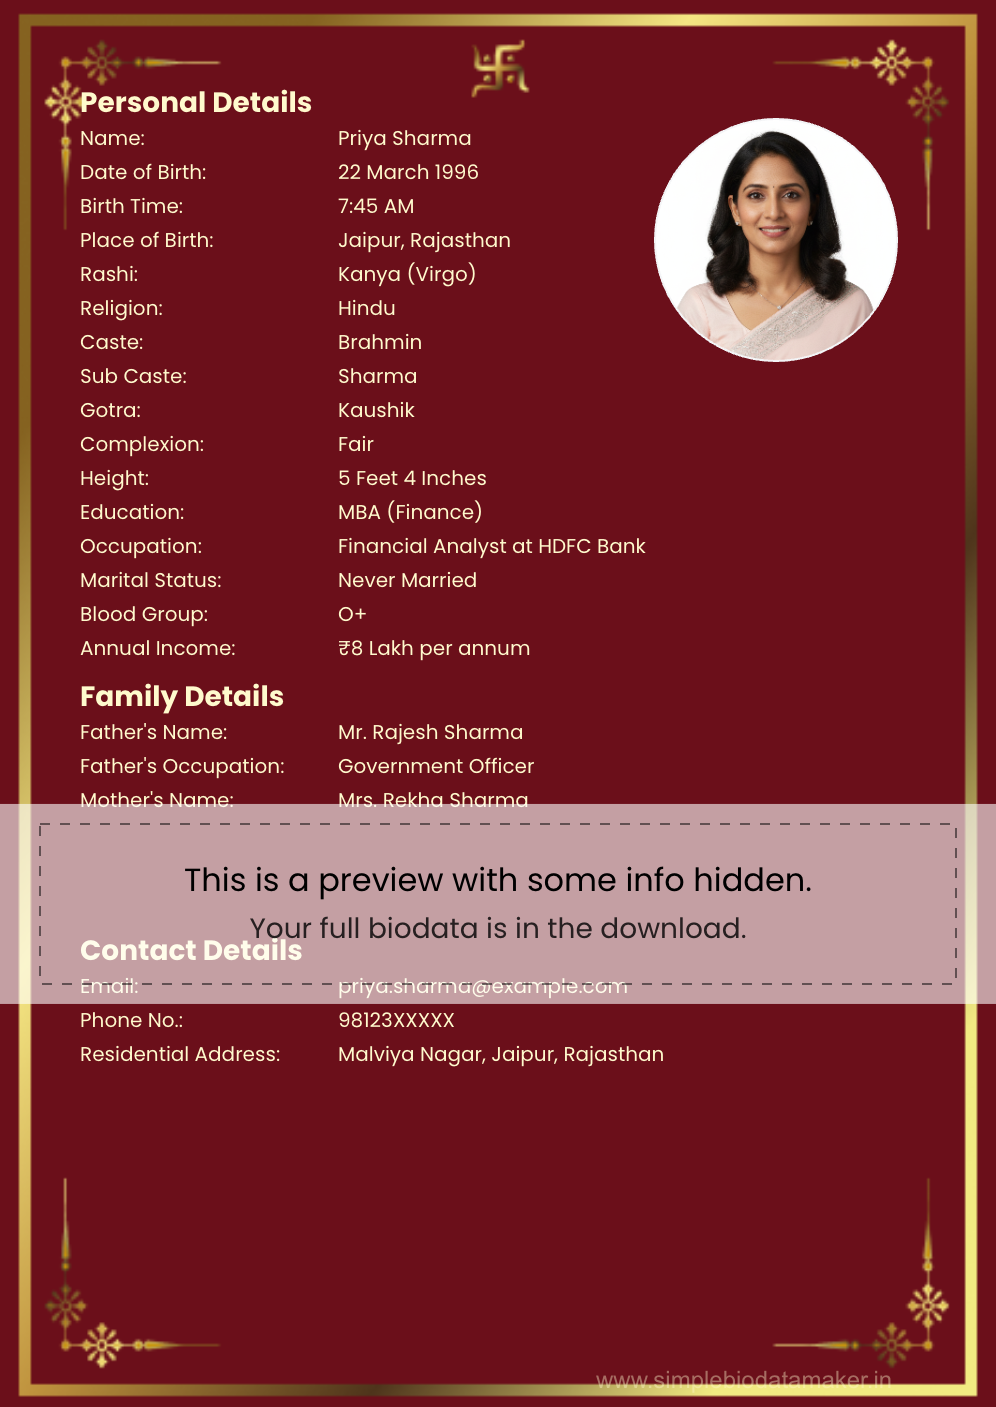 Personal Details
Name: Priya Sharma
Date of Birth: 22 March 1996
Birth Time: 7:45 AM
Place of Birth: Jaipur, Rajasthan
Rashi: Kanya (Virgo)
Religion: Hindu
Caste: Brahmin
Sub Caste: Sharma
Gotra: Kaushik
Complexion: Fair
Height: 5 Feet 4 Inches
Education: MBA (Finance)
Occupation: Financial Analyst at HDFC Bank
Marital Status: Never Married
Blood Group: O+
Annual Income: ₹8 Lakh per annum
Family Details
Father's Name: Mr. Rajesh Sharma
Father's Occupation: Government Officer
Mother's Name: Mrs. Rekha Sharma
This is a preview with some info hidden.
Your full biodata is in the download.
Contact Details
Email: priya.sharma@example.com
Phone No.: 98123XXXXX
Residential Address: Malviya Nagar, Jaipur, Rajasthan
www.simplebiodatamaker.in